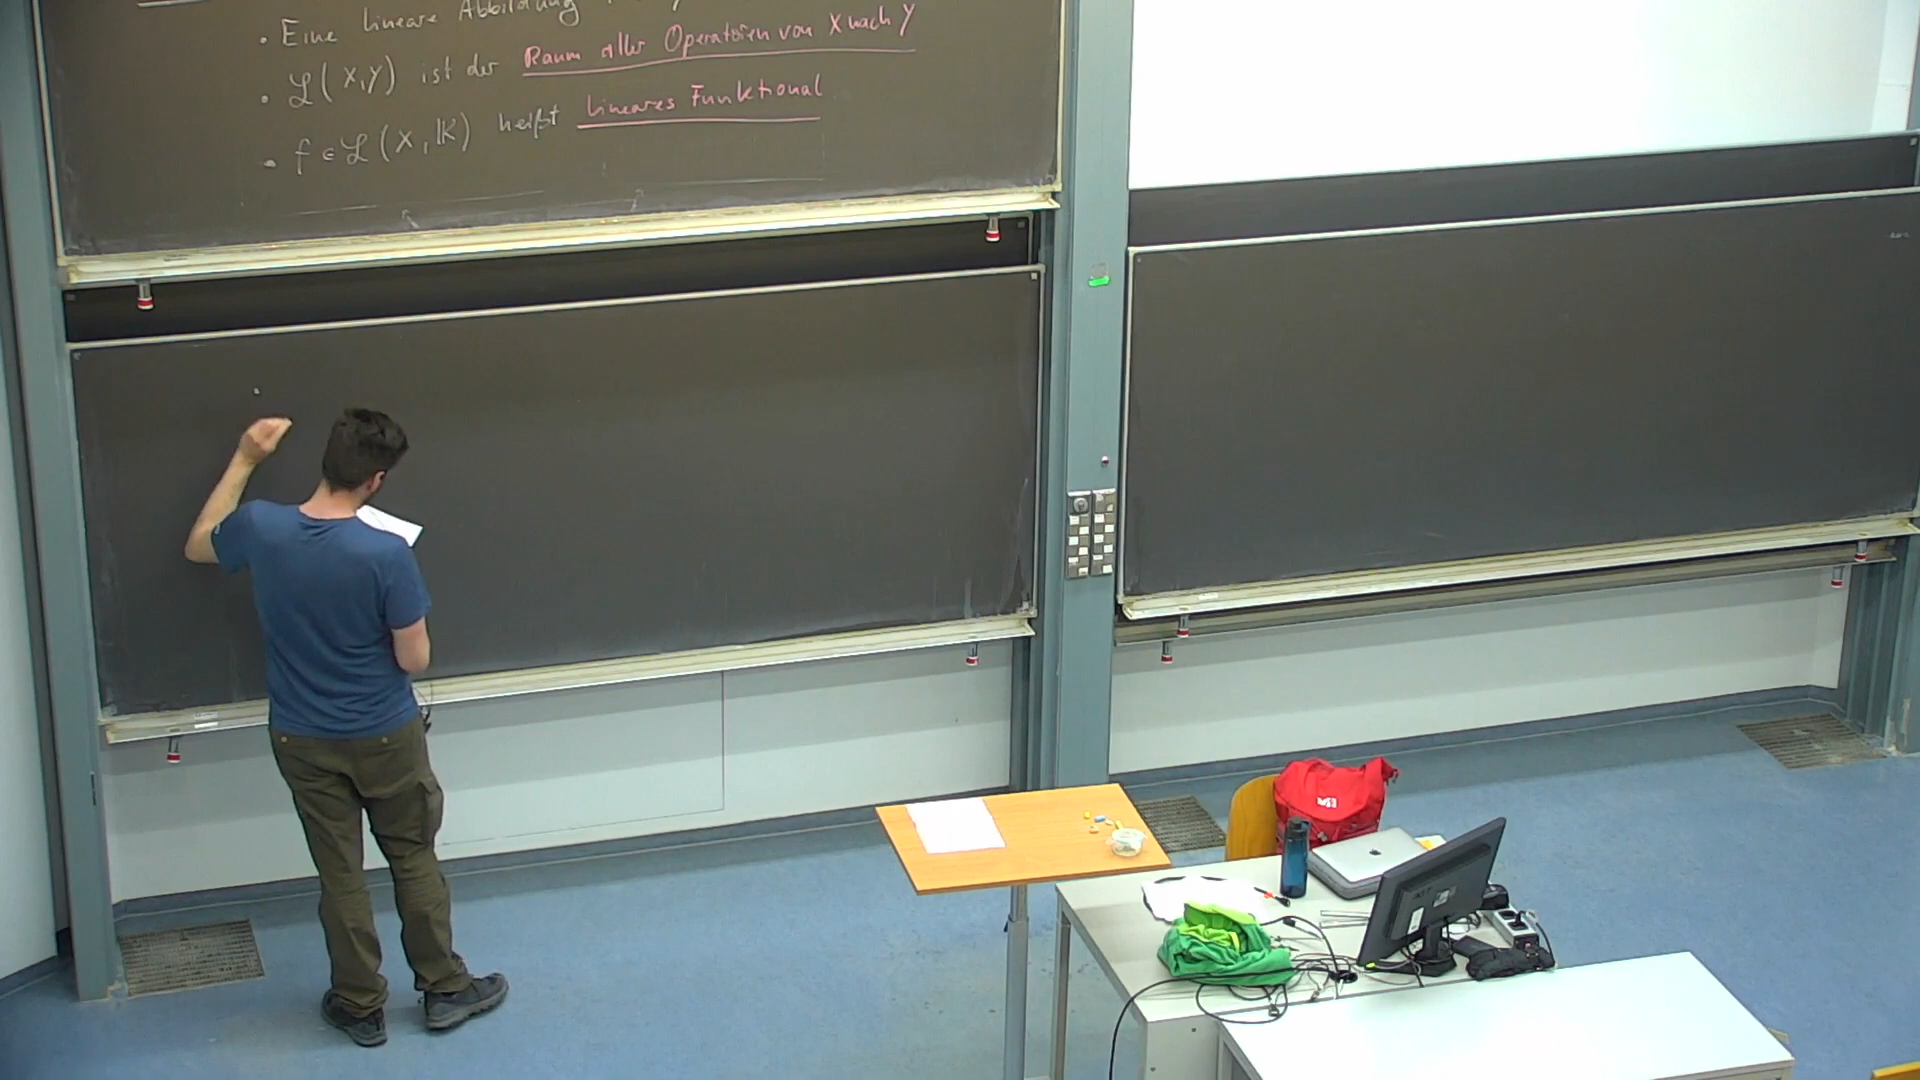 • Eine lineare Abbildung
• ℒ(X,Y) ist der Raum aller Operatoren von X nach Y
• f ∈ ℒ(X, 𝕂) heißt lineares Funktional